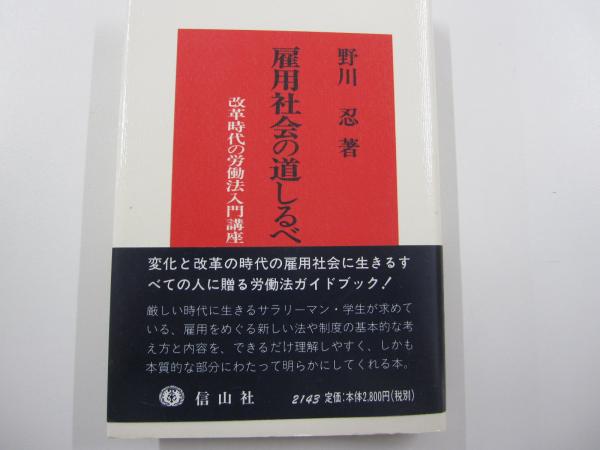 野川 忍 著
雇用社会の道しるべ
改革時代の労働法入門講座
変化と改革の時代の雇用社会に生きるす
べての人に贈る労働法ガイドブック！
厳しい時代に生きるサラリーマン・学生が求めて
いる、雇用をめぐる新しい法や制度の基本的な考
え方と内容を、できるだけ理解しやすく、しかも
本質的な部分にわたって明らかにしてくれる本。
信山社
2143 定価：本体2,800円（税別）